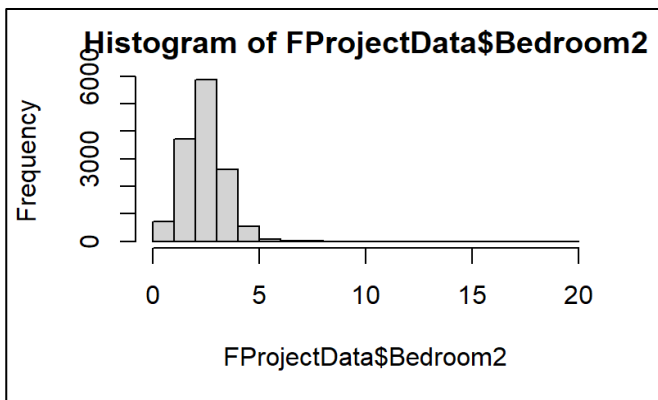 Histogram of FProjectData$Bedroom2
Frequency
6000
3000
0
0 5 10 15 20
FProjectData$Bedroom2